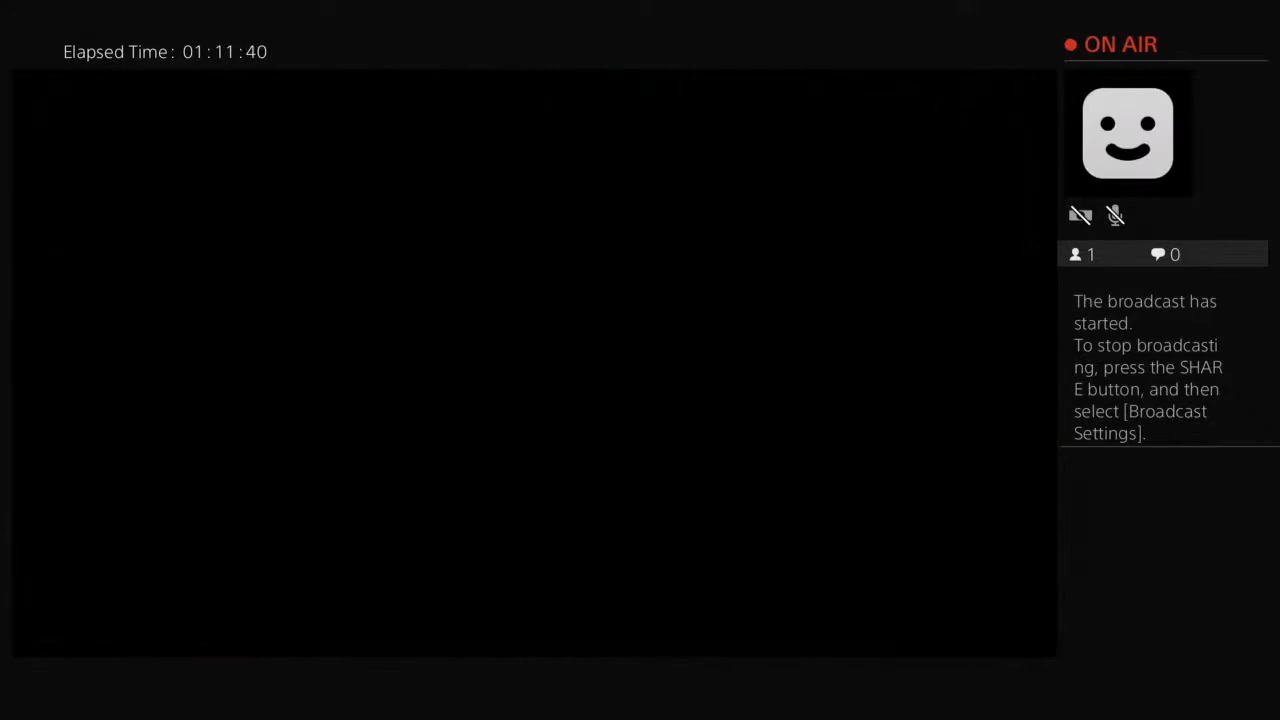 Elapsed Time: 01:11:40
ON AIR
1 0
The broadcast has
started.
To stop broadcasti
ng, press the SHAR
E button, and then
select [Broadcast
Settings].